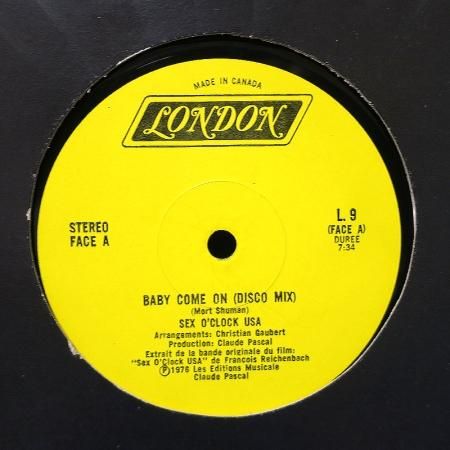 MADE IN CANADA
LONDON
STEREO
FACE A
L. 9
(FACE A)
DUREE
7:34
BABY COME ON (DISCO MIX)
(Mort Shuman)
SEX O'CLOCK USA
Arrangements: Christian Gaubert
Production: Claude Pascal
Extrait de la bande originale du film:
"Sex O'Clock USA" de Francois Reichenbach
Ⓟ1976 Les Editions Musicale
Claude Pascal